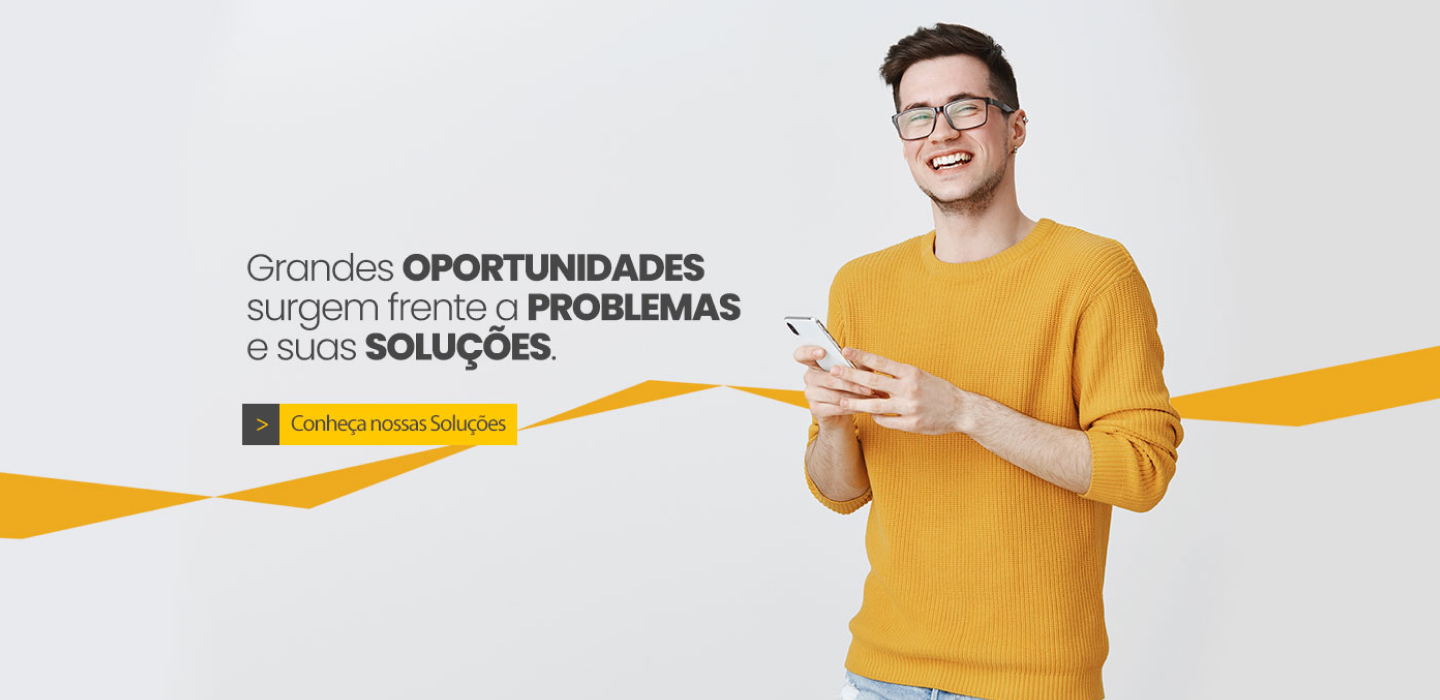 Grandes OPORTUNIDADES
surgem frente a PROBLEMAS
e suas SOLUÇÕES.
> Conheça nossas Soluções